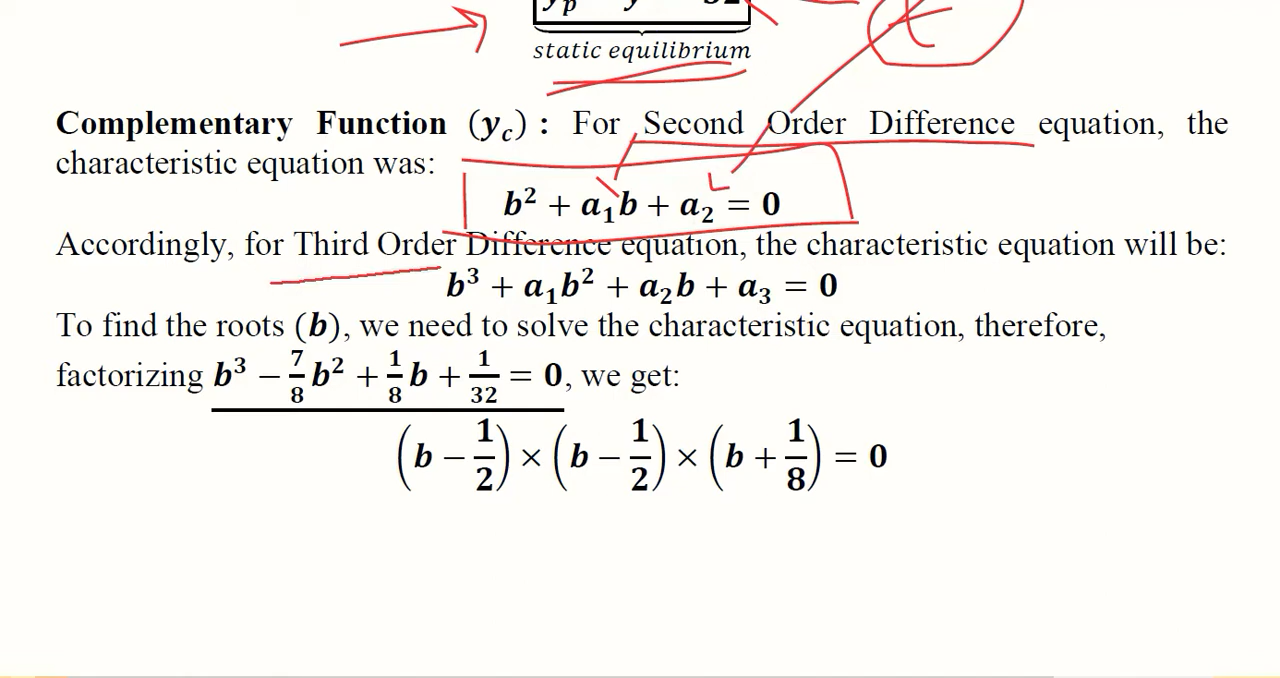 static equilibrium
Complementary Function (y_c) : For Second Order Difference equation, the
characteristic equation was:
b² + a₁b + a₂ = 0
Accordingly, for Third Order Difference equation, the characteristic equation will be:
b³ + a₁b² + a₂b + a₃ = 0
To find the roots (b), we need to solve the characteristic equation, therefore,
factorizing b³ − 7/8 b² + 1/8 b + 1/32 = 0, we get:
(b − 1/2) × (b − 1/2) × (b + 1/8) = 0